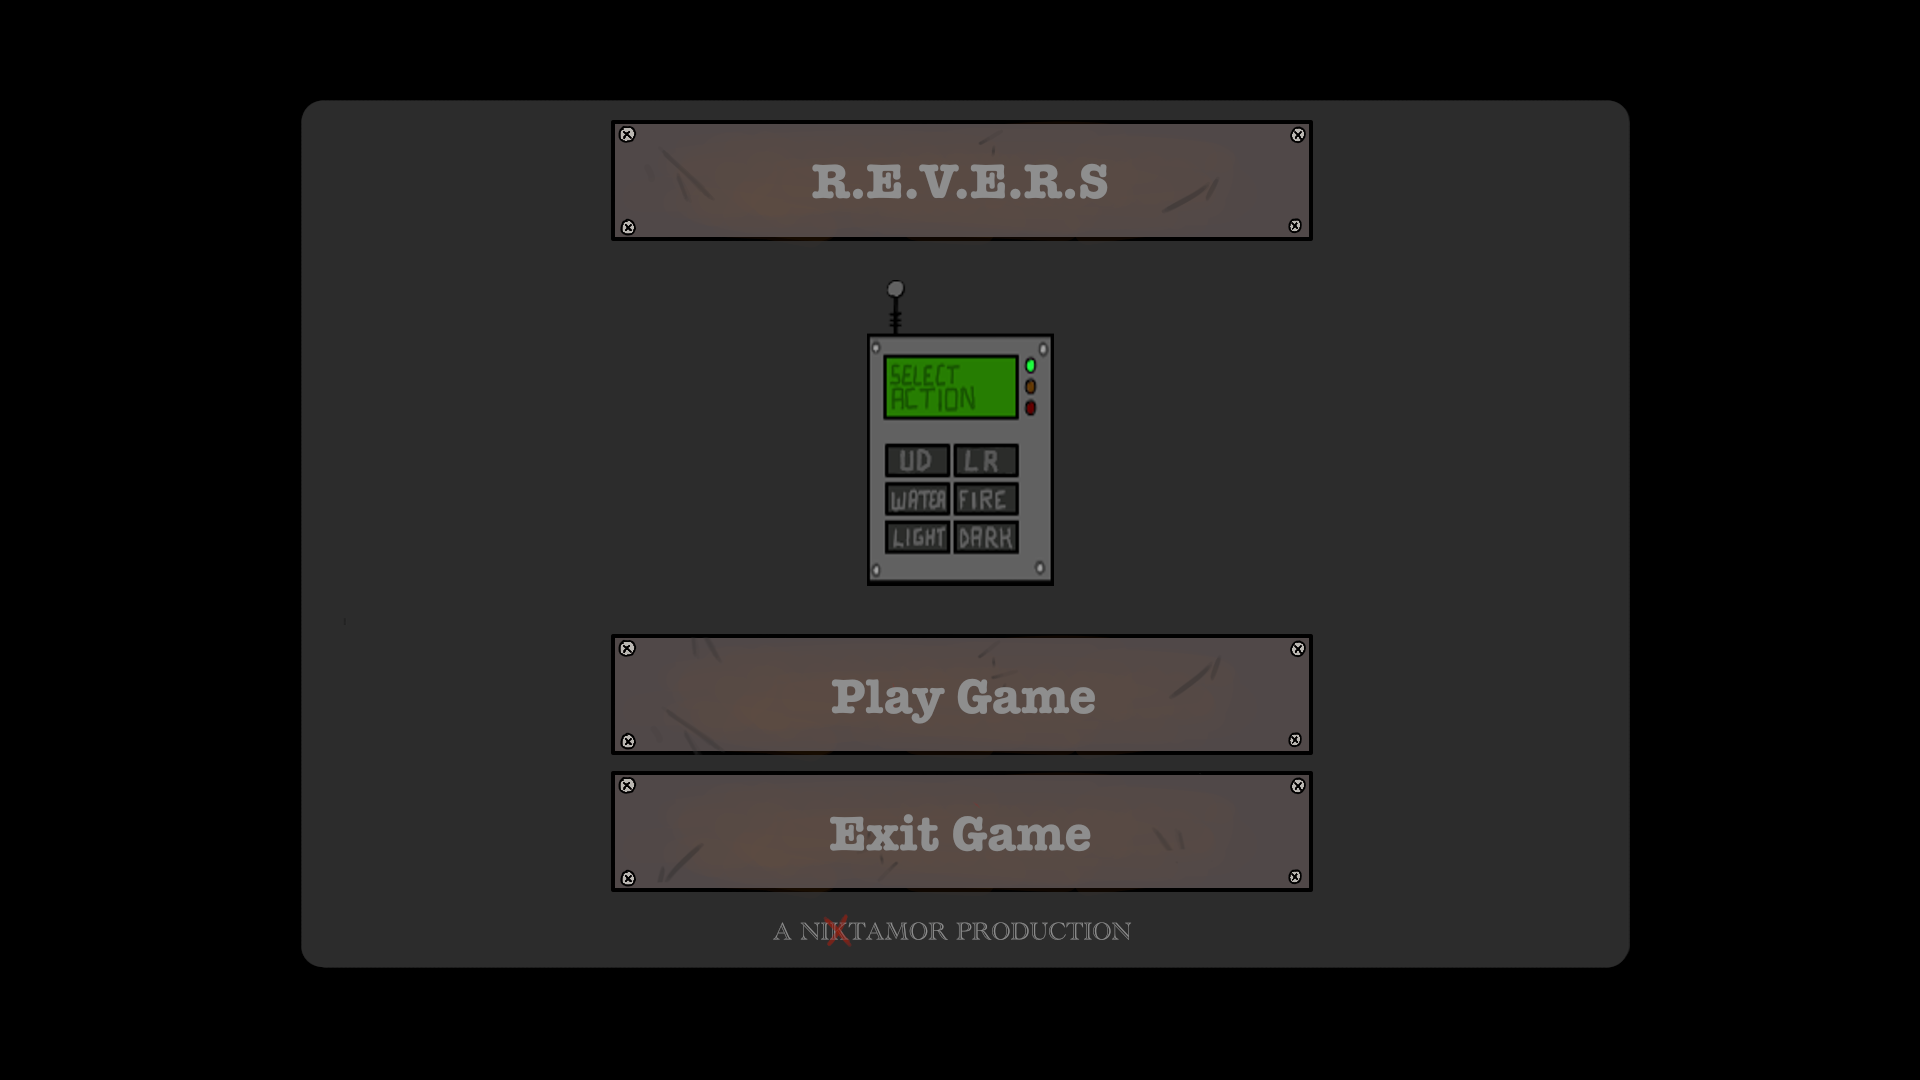 R.E.V.E.R.S
SELECT
ACTION
UD LR
WATER FIRE
LIGHT DARK
Play Game
Exit Game
A NIKTAMOR PRODUCTION